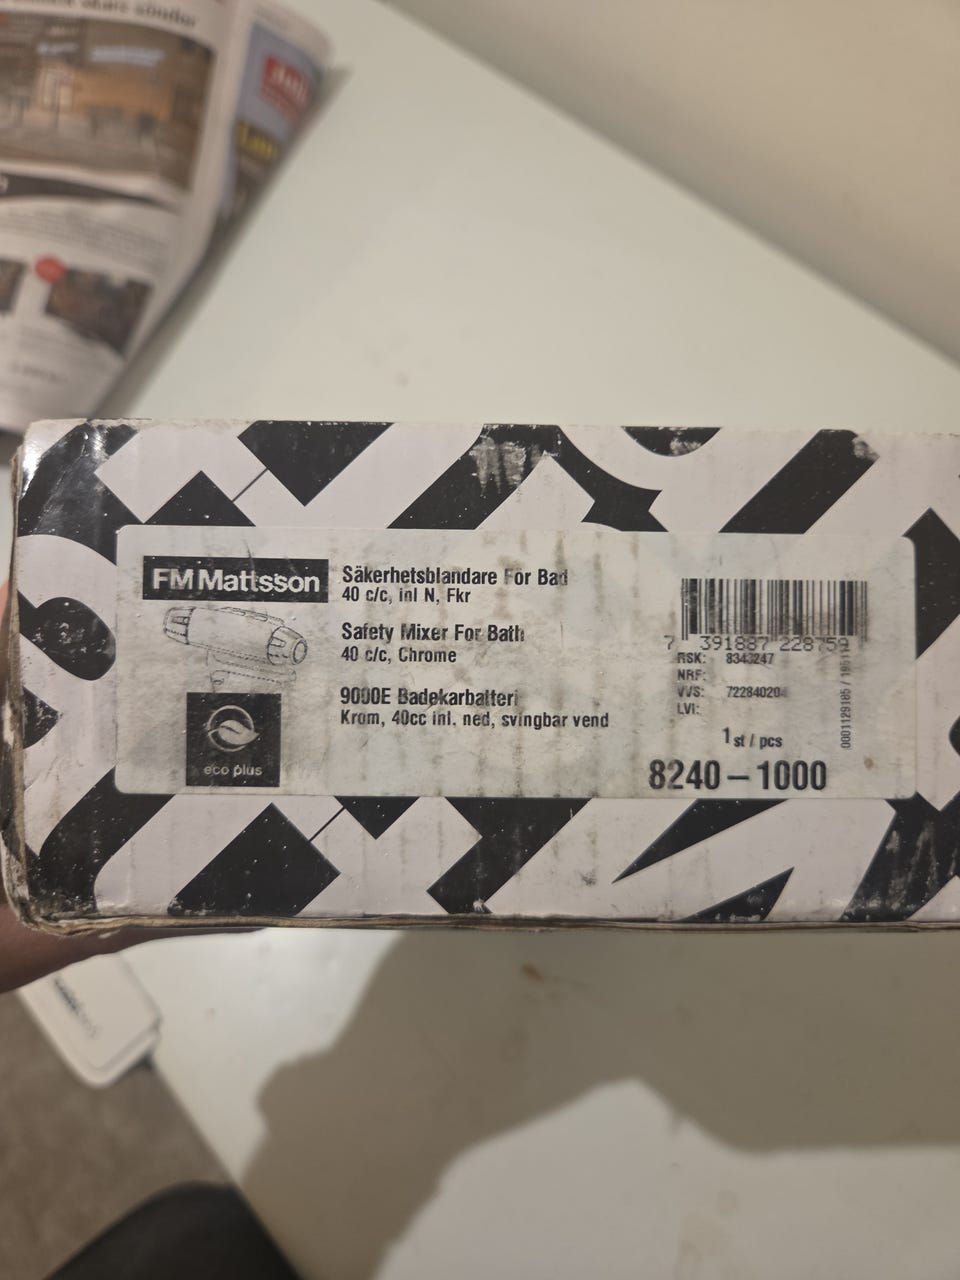 FM Mattsson
Säkerhetsblandare För Bad
40 c/c, inl N, Fkr
Safety Mixer For Bath
40 c/c, Chrome
9000E Badekarbatteri
Krom, 40cc inl. ned, svingbar vend
eco plus
7 391887 228759
RSK: 8343247
NRF:
VVS: 72284020
LVI:
1 st / pcs
8240 – 1000